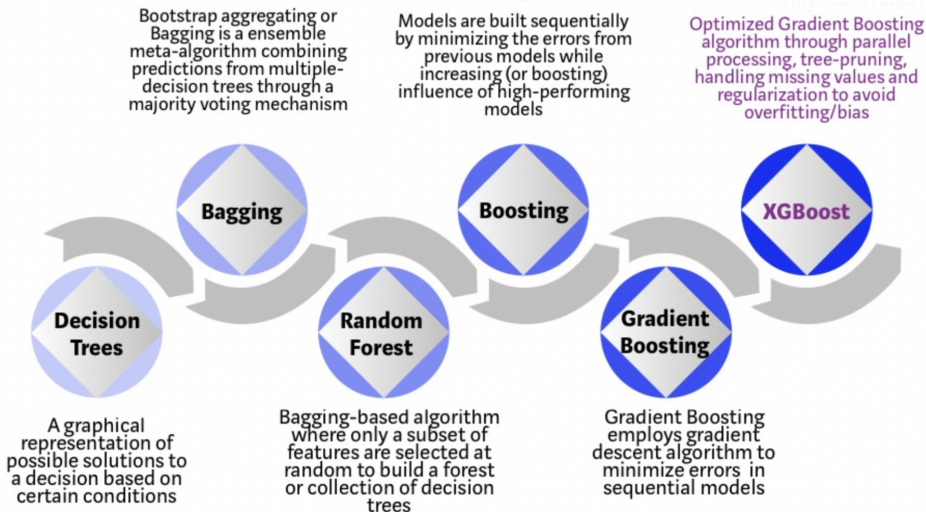 Bootstrap aggregating or
Bagging is a ensemble
meta-algorithm combining
predictions from multiple-
decision trees through a
majority voting mechanism
Models are built sequentially
by minimizing the errors from
previous models while
increasing (or boosting)
influence of high-performing
models
Optimized Gradient Boosting
algorithm through parallel
processing, tree-pruning,
handling missing values and
regularization to avoid
overfitting/bias
Bagging
Boosting
XGBoost
Decision
Trees
Random
Forest
Gradient
Boosting
A graphical
representation of
possible solutions to
a decision based on
certain conditions
Bagging-based algorithm
where only a subset of
features are selected at
random to build a forest
or collection of decision
trees
Gradient Boosting
employs gradient
descent algorithm to
minimize errors in
sequential models